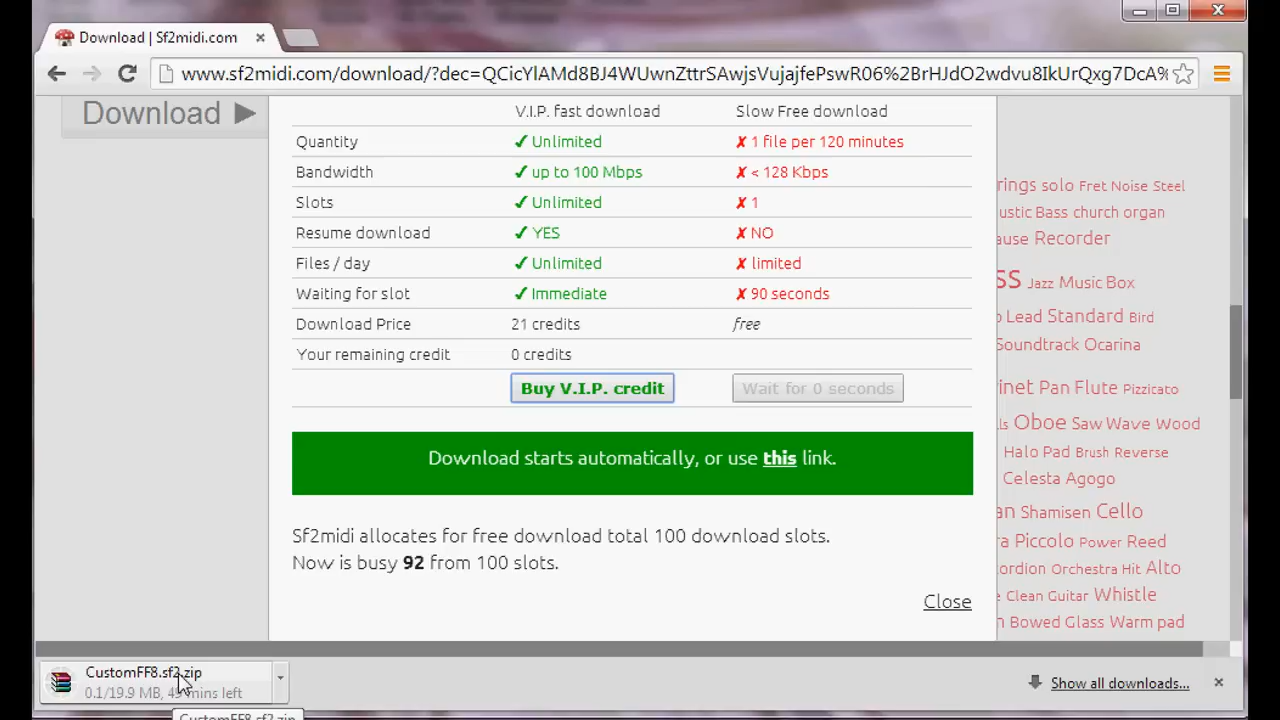 Download | Sf2midi.com
www.sf2midi.com/download/?dec=QCicYlAMd8BJ4WUwnZttrSAwjsVujajfePswR06%2BrHJdO2wdvu8IkUrQxg7DcA%
Download ▶
V.I.P. fast download Slow Free download
Quantity ✓ Unlimited ✗ 1 file per 120 minutes
Bandwidth ✓ up to 100 Mbps ✗ < 128 Kbps
Slots ✓ Unlimited ✗ 1
Resume download ✓ YES ✗ NO
Files / day ✓ Unlimited ✗ limited
Waiting for slot ✓ Immediate ✗ 90 seconds
Download Price 21 credits free
Your remaining credit 0 credits
Buy V.I.P. credit Wait for 0 seconds
Download starts automatically, or use this link.
Sf2midi allocates for free download total 100 download slots.
Now is busy 92 from 100 slots.
Close
solo Fret Noise Steel
Bass church organ
Recorder
Jazz Music Box
Lead Standard Bird
Soundtrack Ocarina
Pan Flute Pizzicato
Oboe Saw Wave Wood
Halo Pad Brush Reverse
Celesta Agogo
Shamisen Cello
Piccolo Power Reed
Orchestra Hit Alto
Clean Guitar Whistle
Bowed Glass Warm pad
CustomFF8.sf2.zip
0.1/19.9 MB, mins left
Show all downloads...